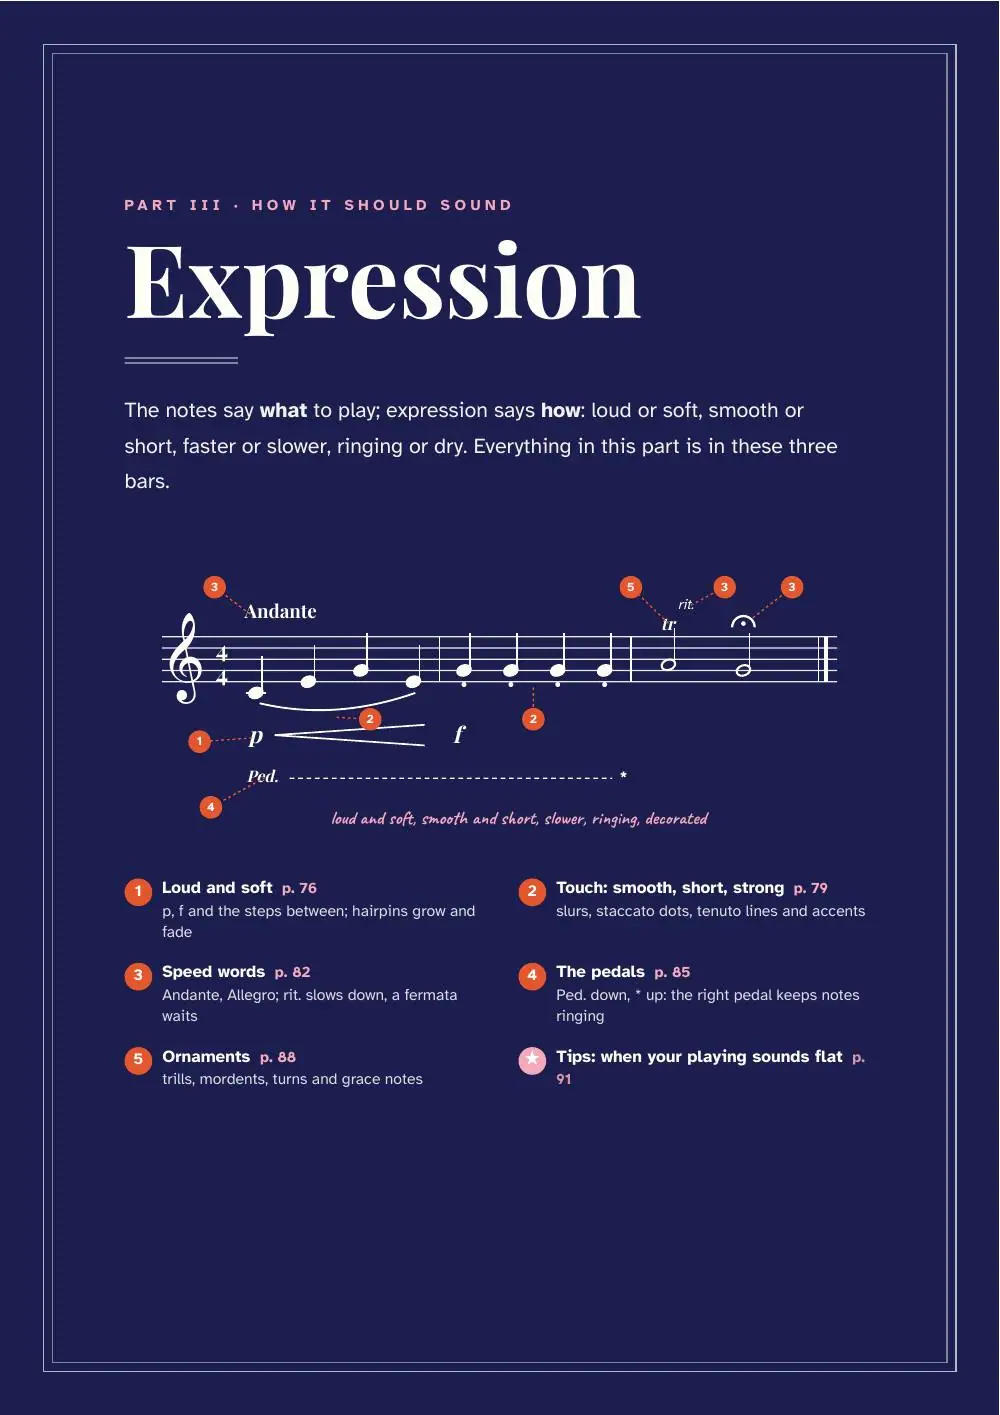 PART III · HOW IT SHOULD SOUND
Expression
The notes say what to play; expression says how: loud or soft, smooth or
short, faster or slower, ringing or dry. Everything in this part is in these three
bars.
3 5 3 3
Andante rit.
tr
4
4
2 2
1 p f
Ped. *
4
loud and soft, smooth and short, slower, ringing, decorated
1 Loud and soft p. 76
p, f and the steps between; hairpins grow and
fade
2 Touch: smooth, short, strong p. 79
slurs, staccato dots, tenuto lines and accents
3 Speed words p. 82
Andante, Allegro; rit. slows down, a fermata
waits
4 The pedals p. 85
Ped. down, * up: the right pedal keeps notes
ringing
5 Ornaments p. 88
trills, mordents, turns and grace notes
★ Tips: when your playing sounds flat p.
91